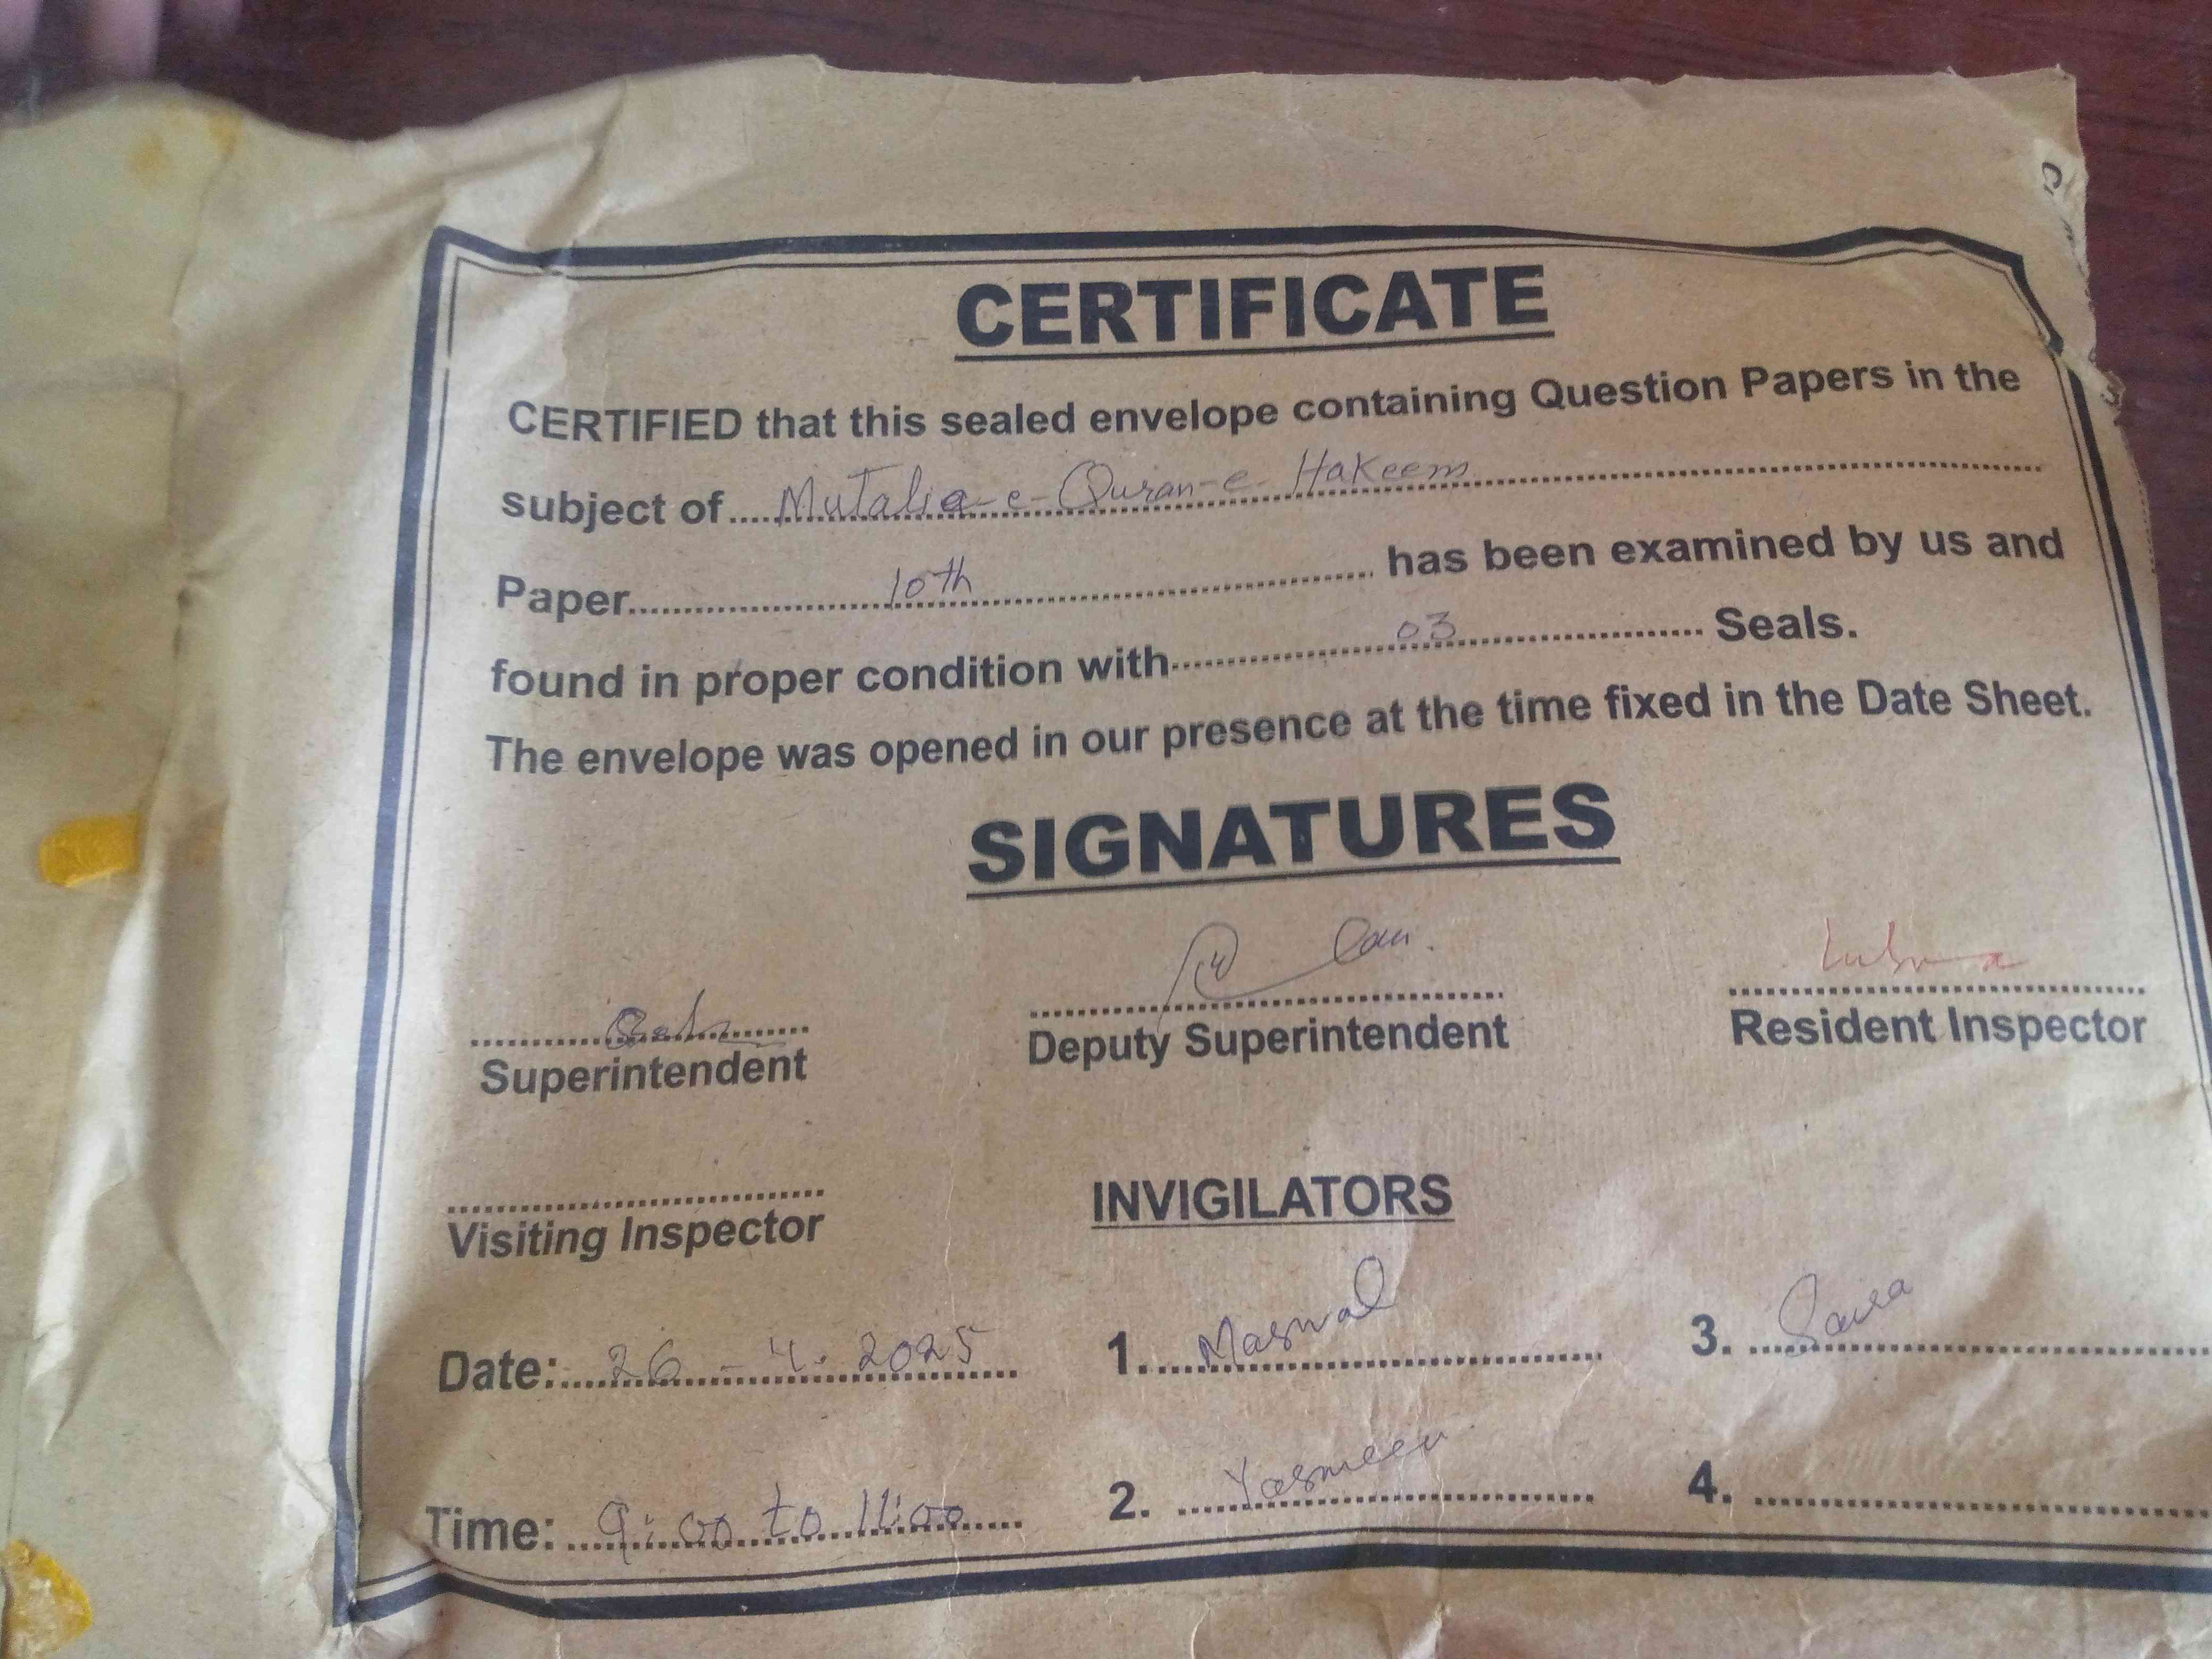 CERTIFICATE
CERTIFIED that this sealed envelope containing Question Papers in the
subject of.... Mutalia-e-Quran-e-Hakeem
Paper.... 10th .... has been examined by us and
found in proper condition with.... 03 .... Seals.
The envelope was opened in our presence at the time fixed in the Date Sheet.
SIGNATURES
Superintendent Deputy Superintendent Resident Inspector
Visiting Inspector INVIGILATORS
Date: 26-4.2025 1. 3. Saira
Time: 9:00 to 11:00 2. Yasmeen 4.